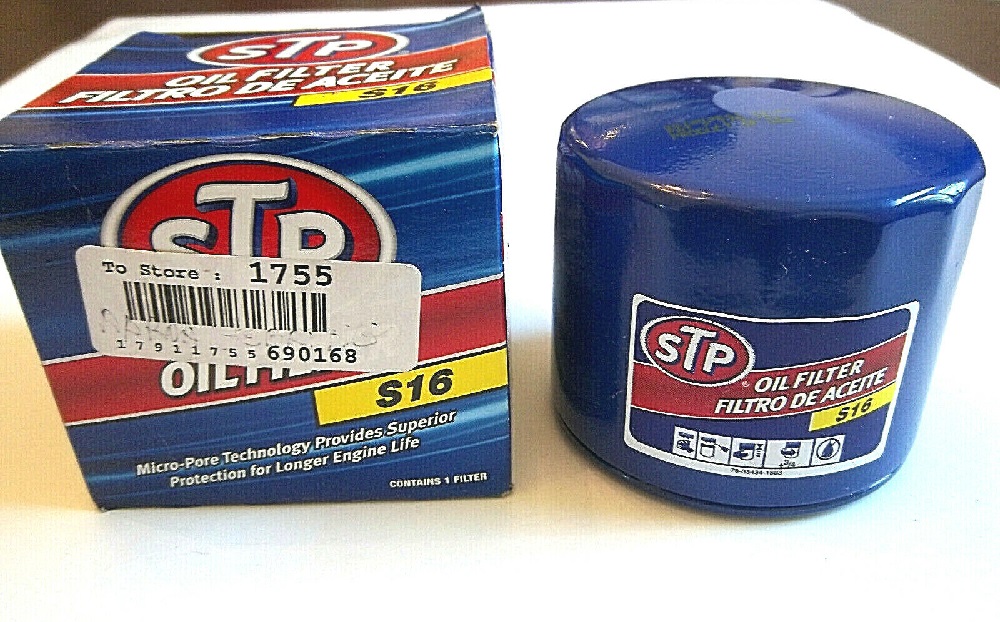 STP
OIL FILTER
FILTRO DE ACEITE
S16
STP
To Store : 1755
17911755690168
OIL
S16
Micro-Pore Technology Provides Superior
Protection for Longer Engine Life
CONTAINS 1 FILTER
STP
OIL FILTER
FILTRO DE ACEITE
S16